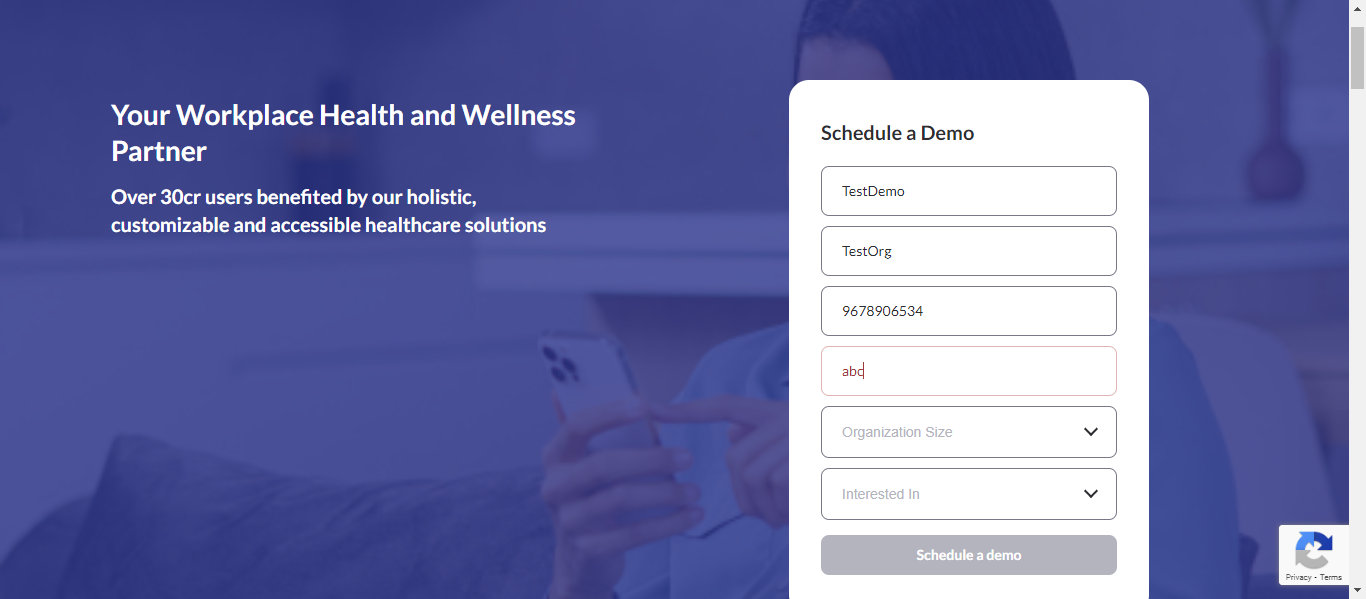 Your Workplace Health and Wellness
Partner
Over 30cr users benefited by our holistic,
customizable and accessible healthcare solutions
Schedule a Demo
TestDemo
TestOrg
9678906534
abc
Organization Size
Interested In
Schedule a demo
Privacy - Terms